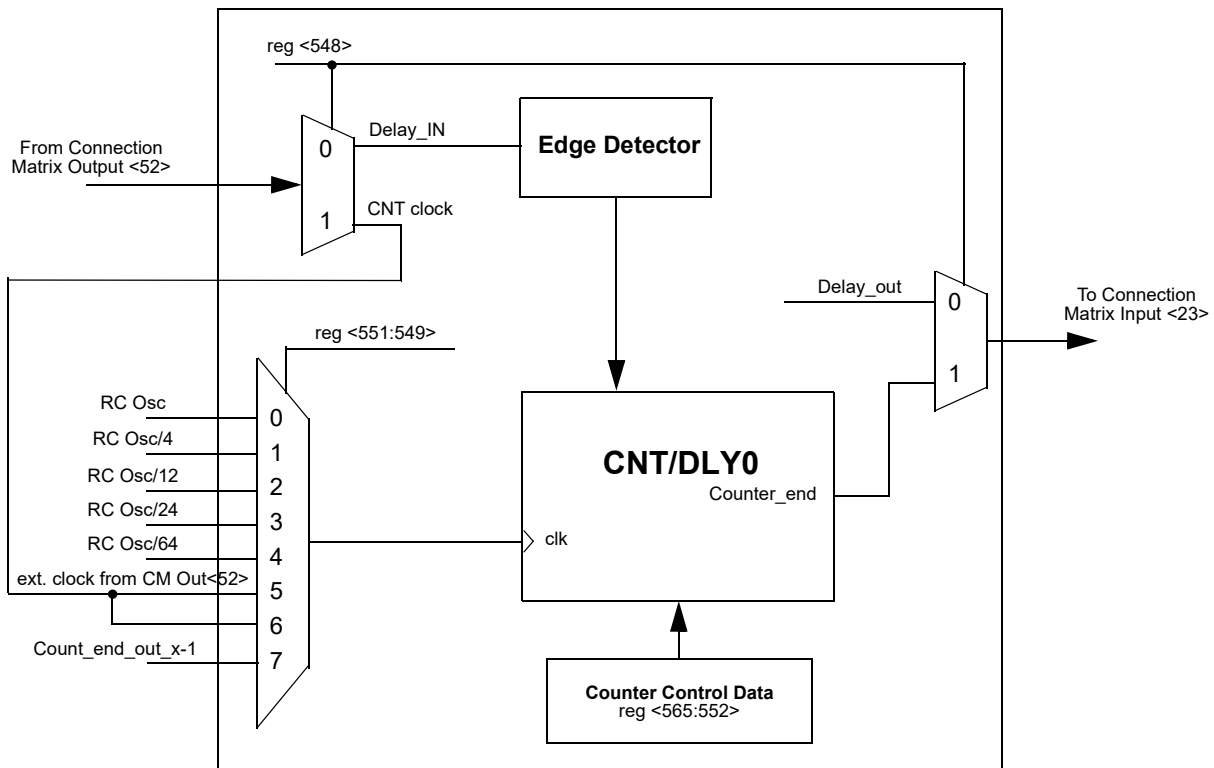 reg <548>
From Connection
Matrix Output <52>
0
1
Delay_IN
CNT clock
Edge Detector
Delay_out
0
1
To Connection
Matrix Input <23>
reg <551:549>
RC Osc
0
RC Osc/4
1
RC Osc/12
2
RC Osc/24
3
RC Osc/64
4
ext. clock from CM Out<52>
5
6
Count_end_out_x-1
7
CNT/DLY0
Counter_end
clk
Counter Control Data
reg <565:552>